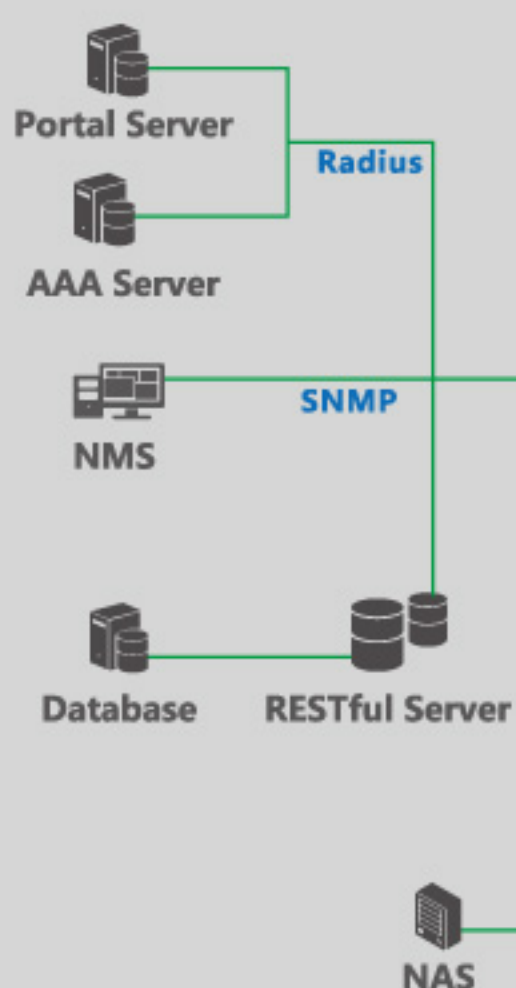 Portal Server
Radius
AAA Server
SNMP
NMS
Database
RESTful Server
NAS